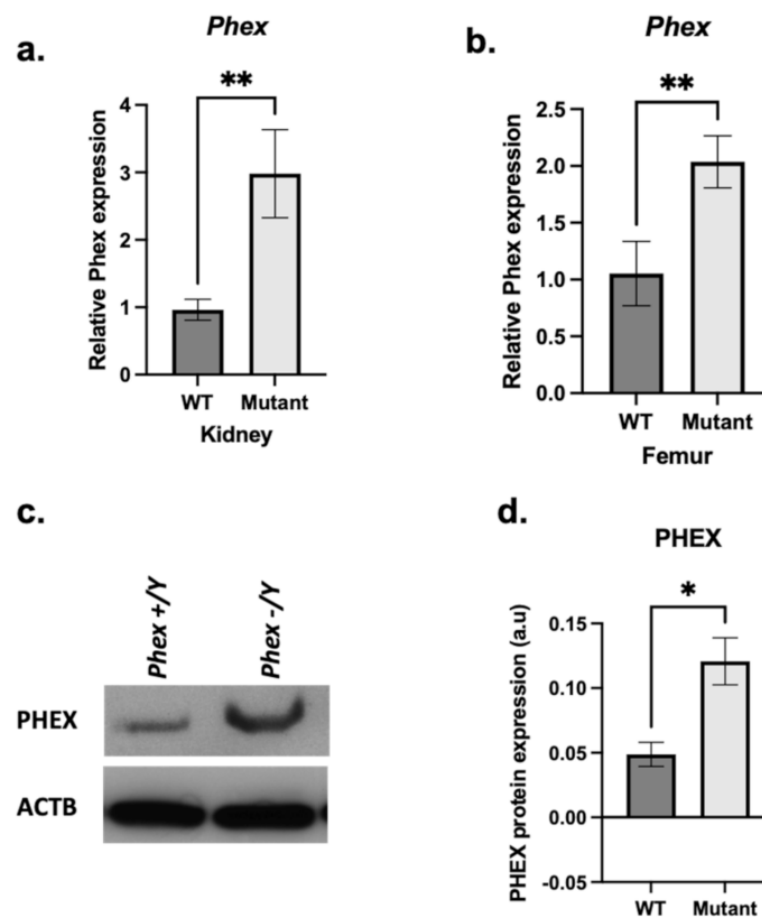 a.
Phex
**
Relative Phex expression
4
3
2
1
0
WT Mutant
Kidney
b.
Phex
**
Relative Phex expression
2.5
2.0
1.5
1.0
0.5
0.0
WT Mutant
Femur
c.
Phex +/Y
Phex -/Y
PHEX
ACTB
d.
PHEX
*
PHEX protein expression (a.u)
0.15
0.10
0.05
0.00
-0.05
WT Mutant